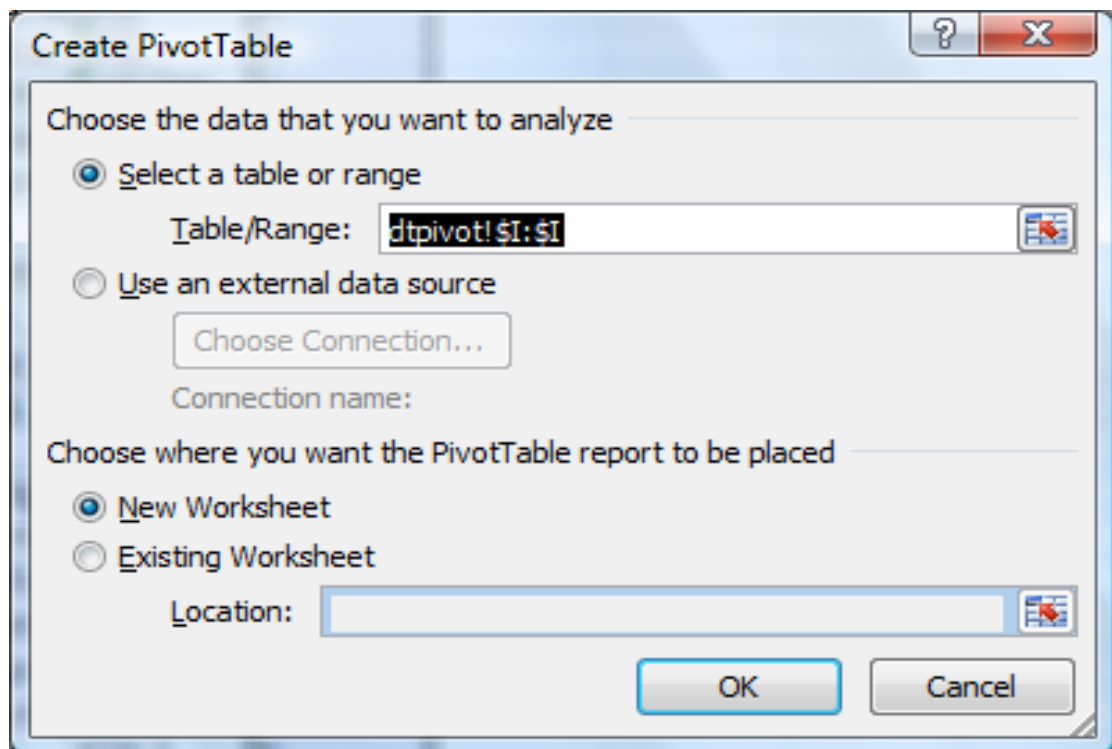 Create PivotTable
?
Choose the data that you want to analyze
Select a table or range
Table/Range: dtpivot!$I:$I
Use an external data source
Choose Connection...
Connection name:
Choose where you want the PivotTable report to be placed
New Worksheet
Existing Worksheet
Location:
OK Cancel